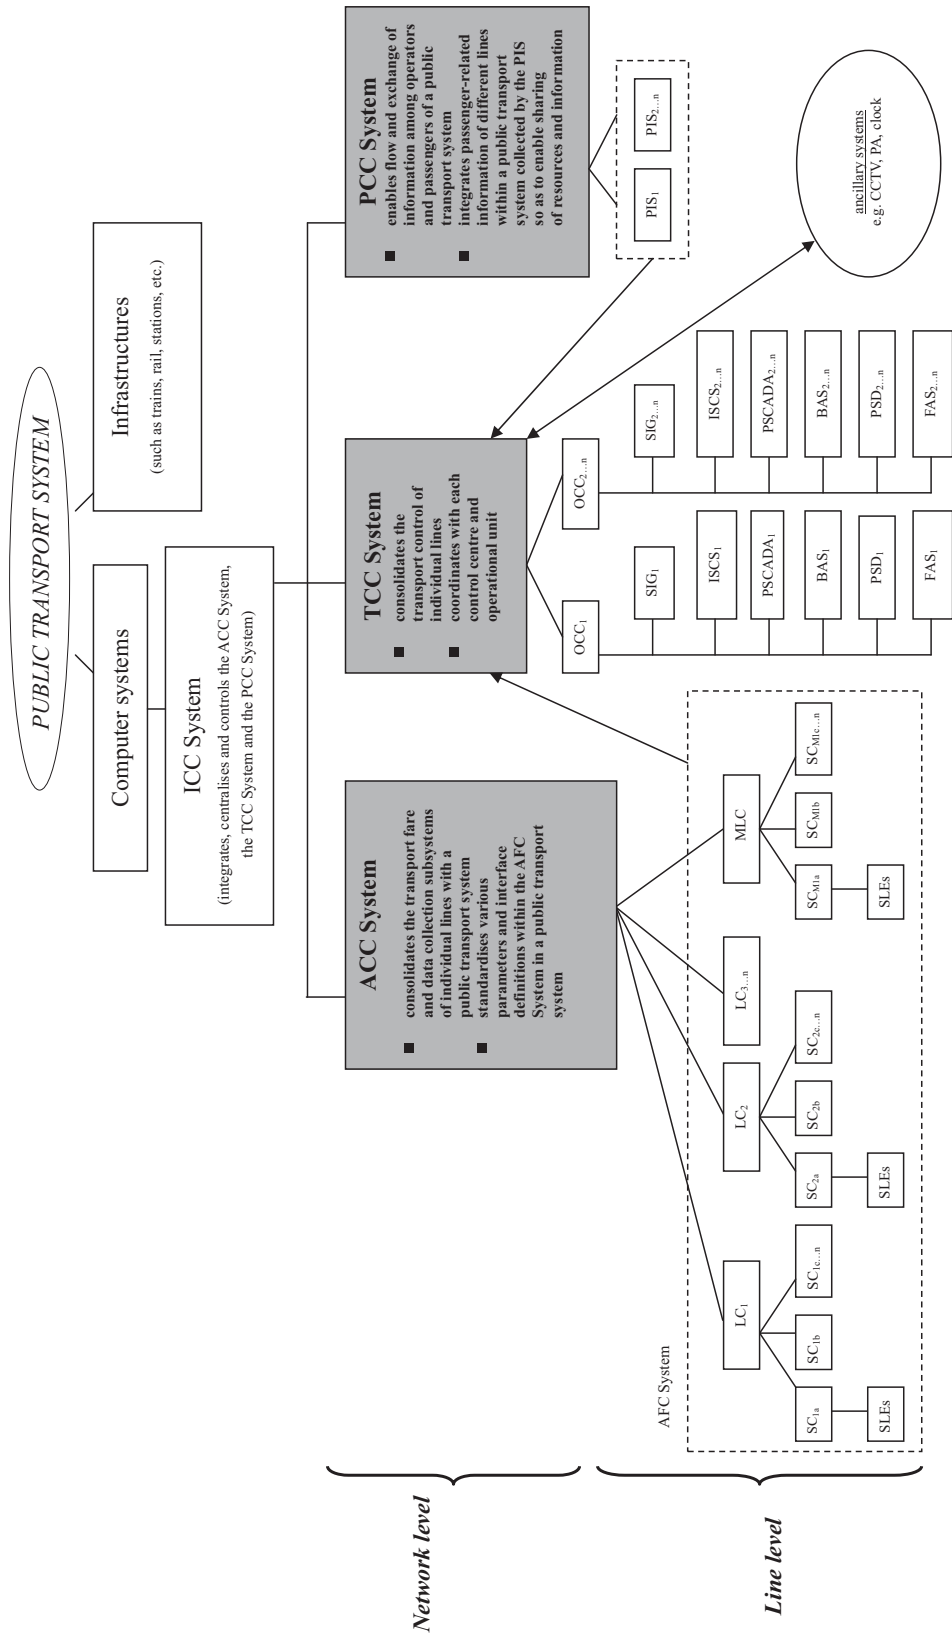 PUBLIC TRANSPORT SYSTEM
Computer systems
Infrastructures
(such as trains, rail, stations, etc.)
ICC System
(integrates, centralises and controls the ACC System,
the TCC System and the PCC System)
Network level
ACC System
■ consolidates the transport fare
and data collection subsystems
of individual lines with a
public transport system
■ standardises various
parameters and interface
definitions within the AFC
System in a public transport
system
TCC System
■ consolidates the
transport control of
individual lines
■ coordinates with each
control centre and
operational unit
PCC System
■ enables flow and exchange of
information among operators
and passengers of a public
transport system
■ integrates passenger-related
information of different lines
within a public transport
system collected by the PIS
so as to enable sharing
of resources and information
Line level
AFC System
LC1
LC2
LC3…n
MLC
SC1a
SC1b
SC1c…n
SC2a
SC2b
SC2c…n
SCM1a
SCM1b
SCM1c…n
SLEs
SLEs
SLEs
OCC1
OCC2…n
SIG1
SIG2…n
ISCS1
ISCS2…n
PSCADA1
PSCADA2…n
BAS1
BAS2…n
PSD1
PSD2…n
FAS1
FAS2…n
PIS1
PIS2…n
ancillary systems
e.g. CCTV, PA, clock